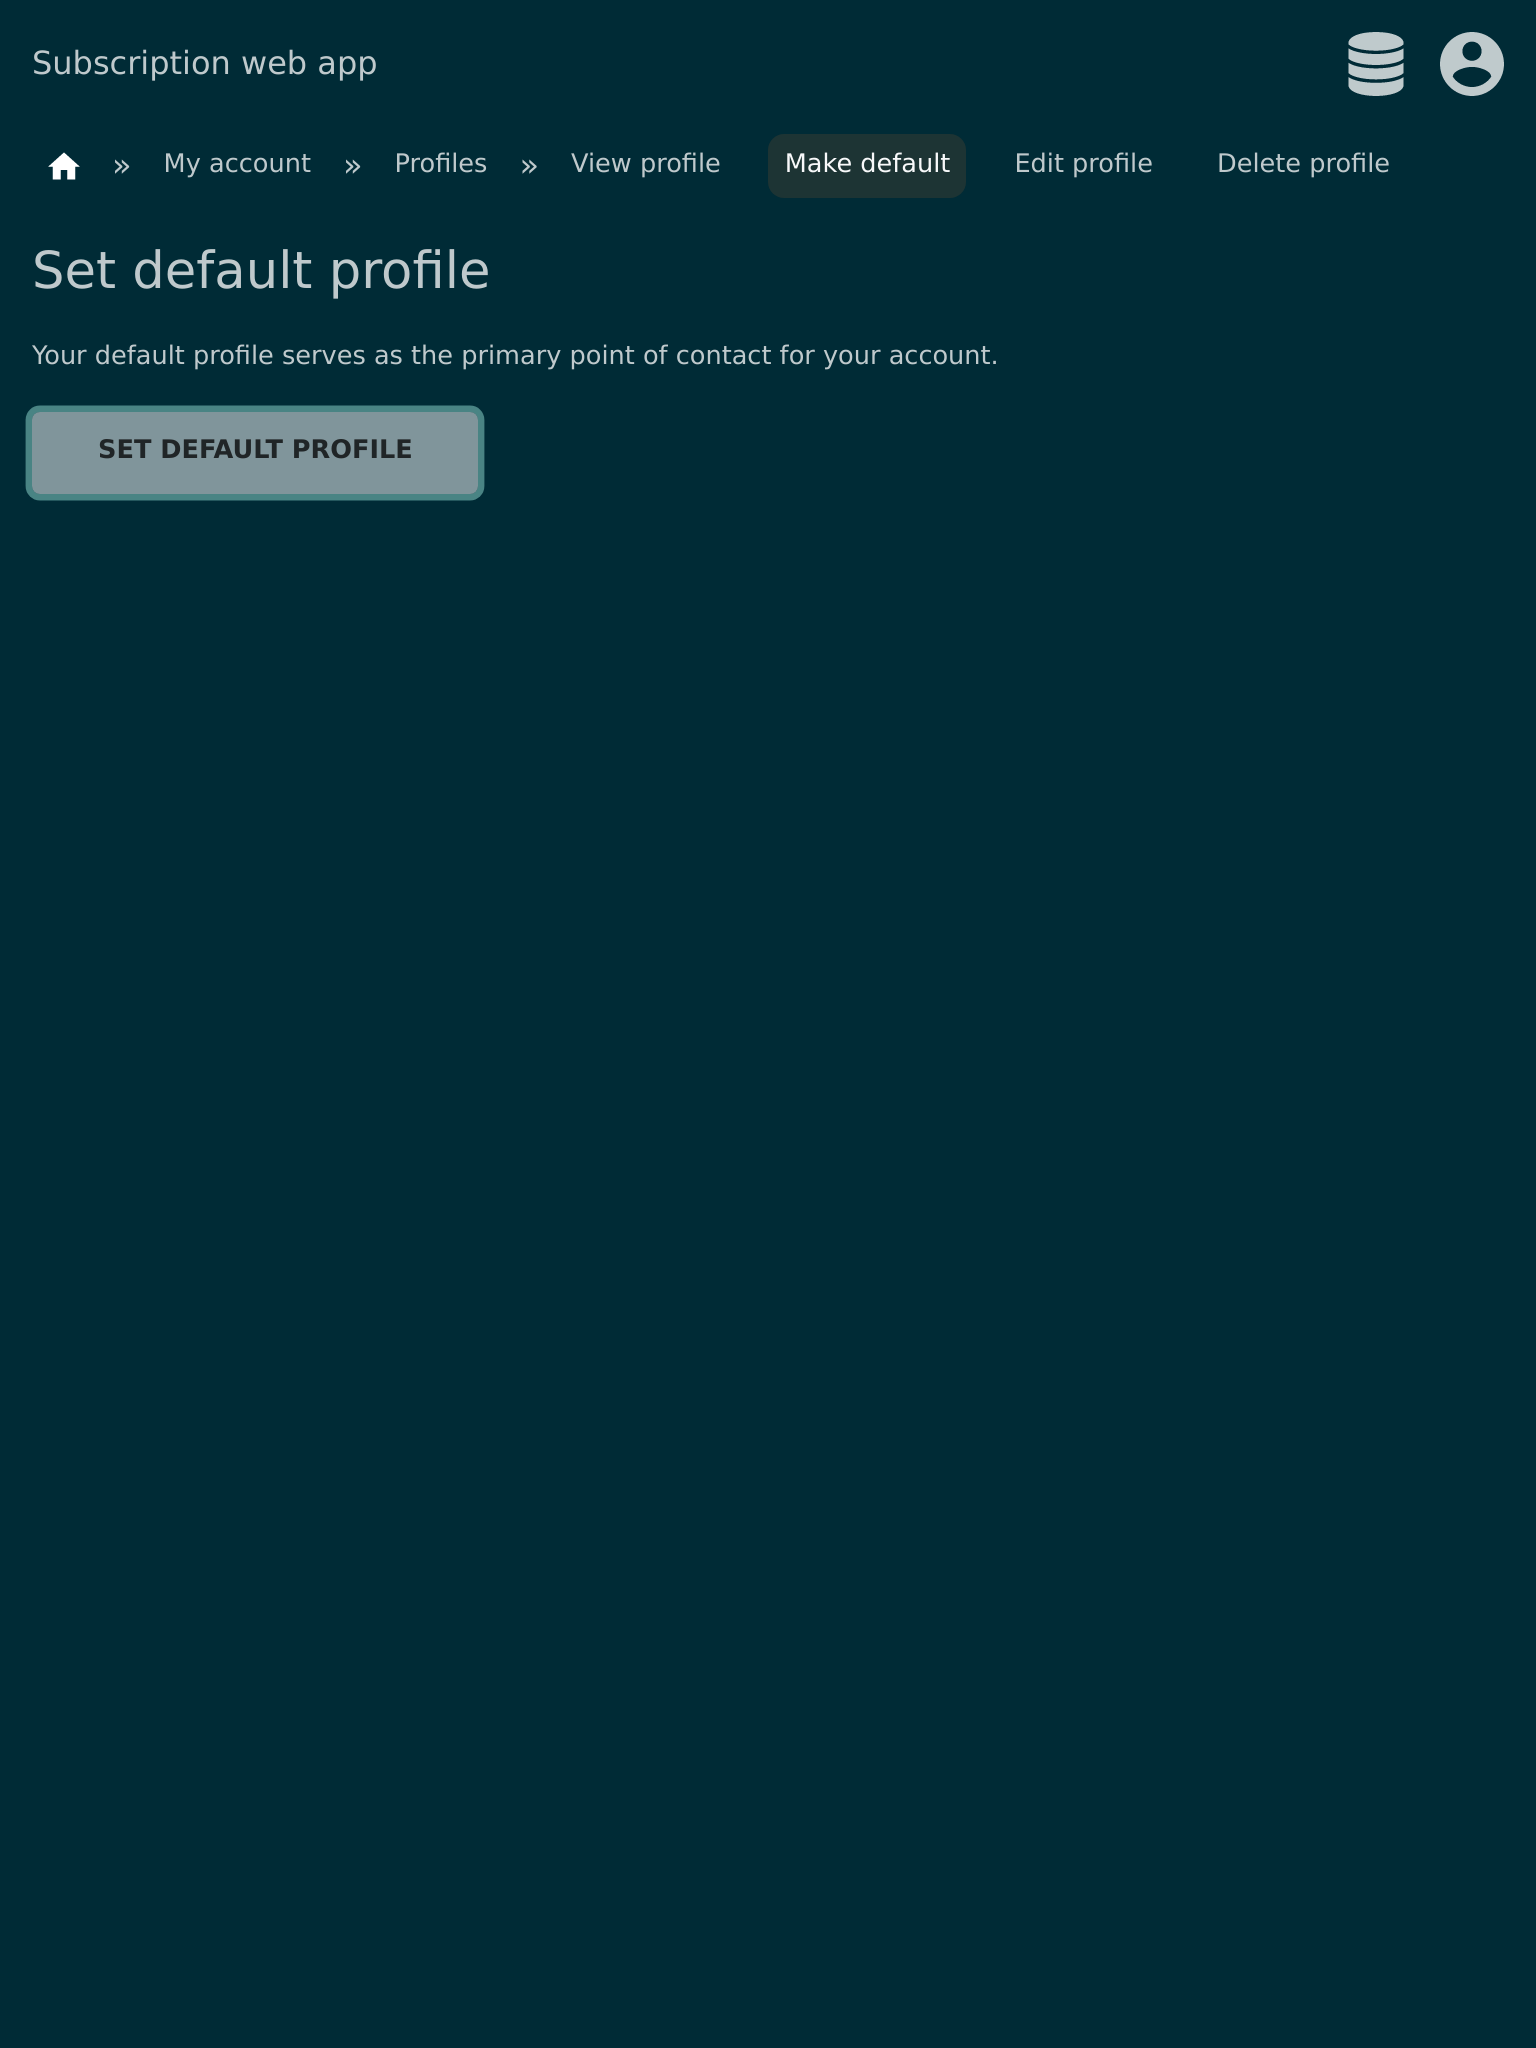 Subscription web app
» My account » Profiles » View profile Make default Edit profile Delete profile
Set default profile
Your default profile serves as the primary point of contact for your account.
SET DEFAULT PROFILE